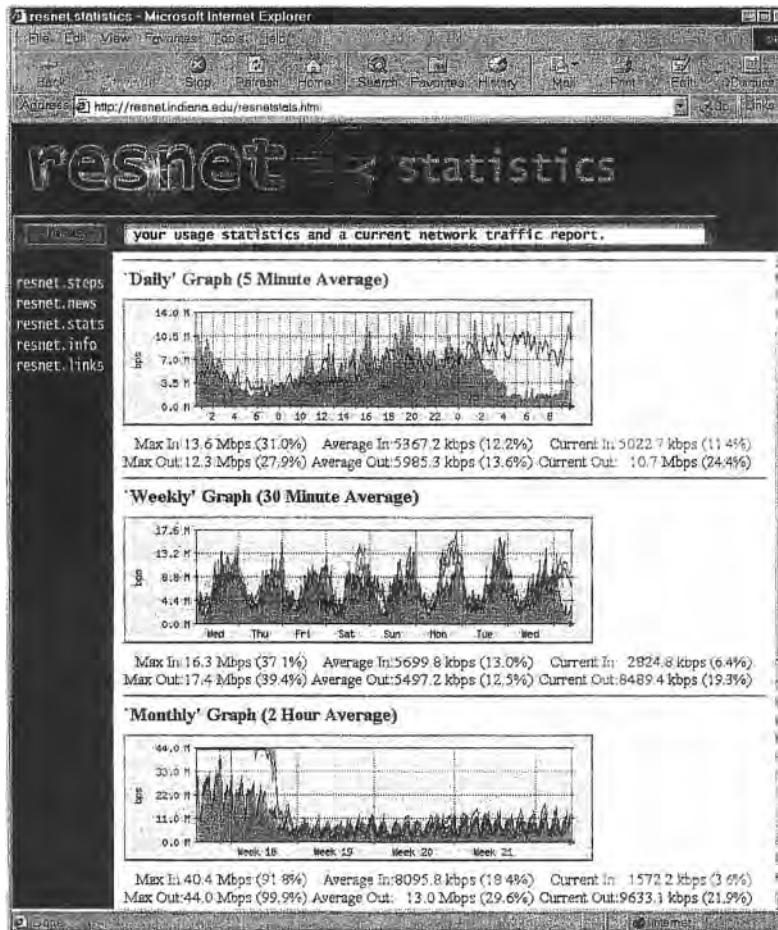 resnet statistics - Microsoft Internet Explorer
File Edit View Favorites Tools Help
Back Stop Refresh Home Search Favorites History Mail Print Edit
Address http://resnet.indiana.edu/resnetstats.htm Links
resnet statistics
your usage statistics and a current network traffic report.
resnet.steps
resnet.news
resnet.stats
resnet.info
resnet.links
`Daily' Graph (5 Minute Average)
14.0 M
10.5 M
7.0 M
3.5 M
0.0 M
bps
2 4 6 8 10 12 14 16 18 20 22 0 2 4 6 8
Max In: 13.6 Mbps (31.0%) Average In: 5367.2 kbps (12.2%) Current In: 5022.7 kbps (11.4%)
Max Out: 12.3 Mbps (27.9%) Average Out: 5985.3 kbps (13.6%) Current Out: 10.7 Mbps (24.4%)
`Weekly' Graph (30 Minute Average)
17.6 M
13.2 M
8.8 M
4.4 M
0.0 M
bps
Wed Thu Fri Sat Sun Mon Tue Wed
Max In: 16.3 Mbps (37.1%) Average In: 5699.8 kbps (13.0%) Current In: 2824.8 kbps (6.4%)
Max Out: 17.4 Mbps (39.4%) Average Out: 5497.2 kbps (12.5%) Current Out: 8489.4 kbps (19.3%)
`Monthly' Graph (2 Hour Average)
44.0 M
33.0 M
22.0 M
11.0 M
0.0 M
bps
Week 18 Week 19 Week 20 Week 21
Max In: 40.4 Mbps (91.8%) Average In: 8095.8 kbps (18.4%) Current In: 1572.2 kbps (3.6%)
Max Out: 44.0 Mbps (99.9%) Average Out: 13.0 Mbps (29.6%) Current Out: 9633.1 kbps (21.9%)
Done Internet